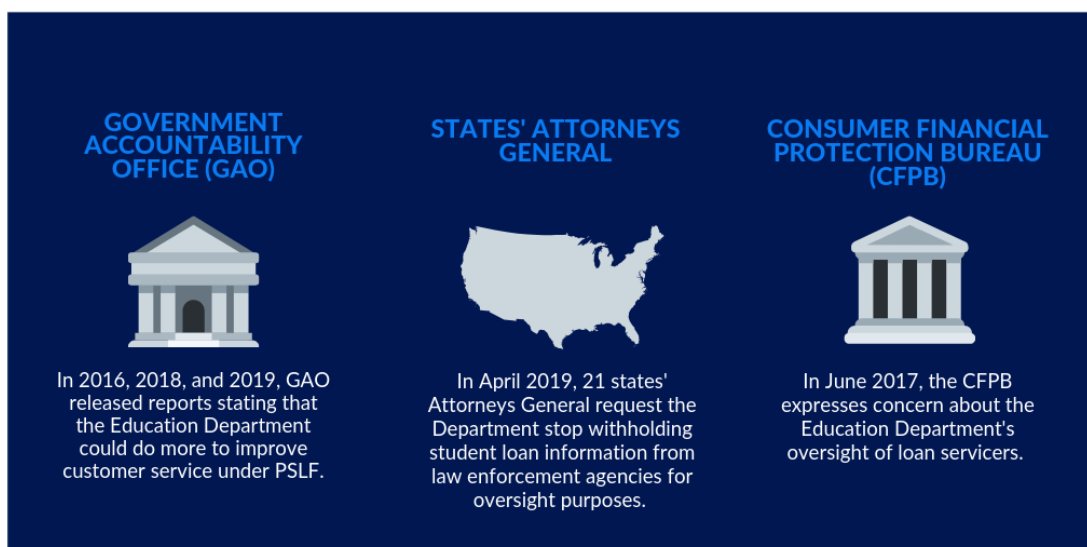 GOVERNMENT
ACCOUNTABILITY
OFFICE (GAO)
In 2016, 2018, and 2019, GAO
released reports stating that
the Education Department
could do more to improve
customer service under PSLF.
STATES' ATTORNEYS
GENERAL
In April 2019, 21 states'
Attorneys General request the
Department stop withholding
student loan information from
law enforcement agencies for
oversight purposes.
CONSUMER FINANCIAL
PROTECTION BUREAU
(CFPB)
In June 2017, the CFPB
expresses concern about the
Education Department's
oversight of loan servicers.